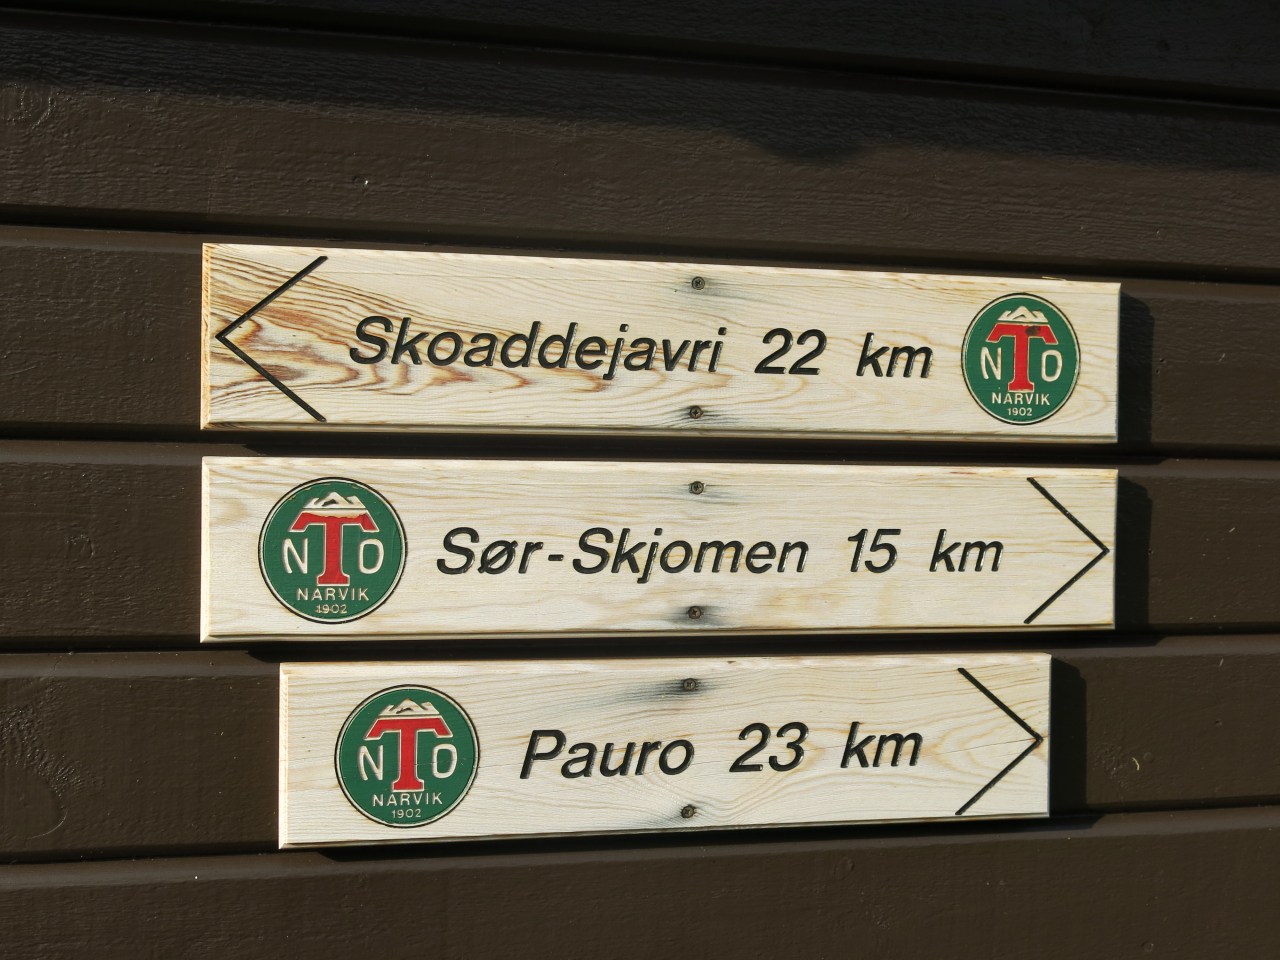 Skoaddejavri 22 km
NTO
NARVIK
1902
NTO
NARVIK
1902
Sør-Skjomen 15 km
NTO
NARVIK
1902
Pauro 23 km